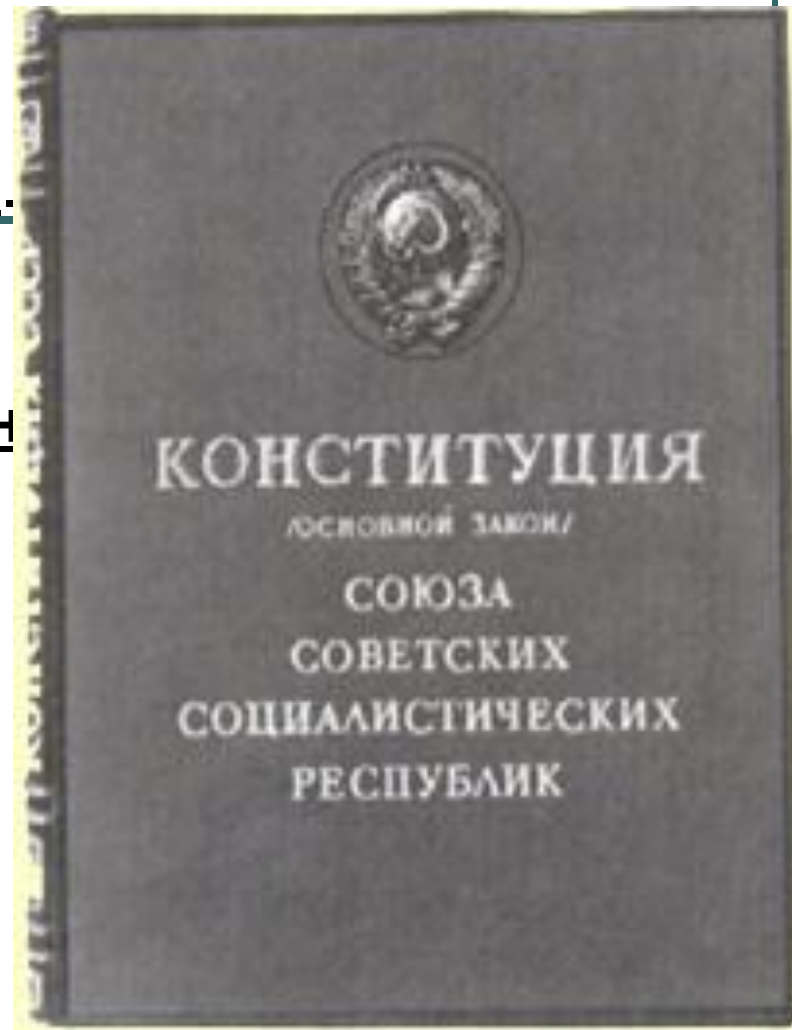 КОНСТИТУЦИЯ
/ОСНОВНОЙ ЗАКОН/
СОЮЗА
СОВЕТСКИХ
СОЦИАЛИСТИЧЕСКИХ
РЕСПУБЛИК